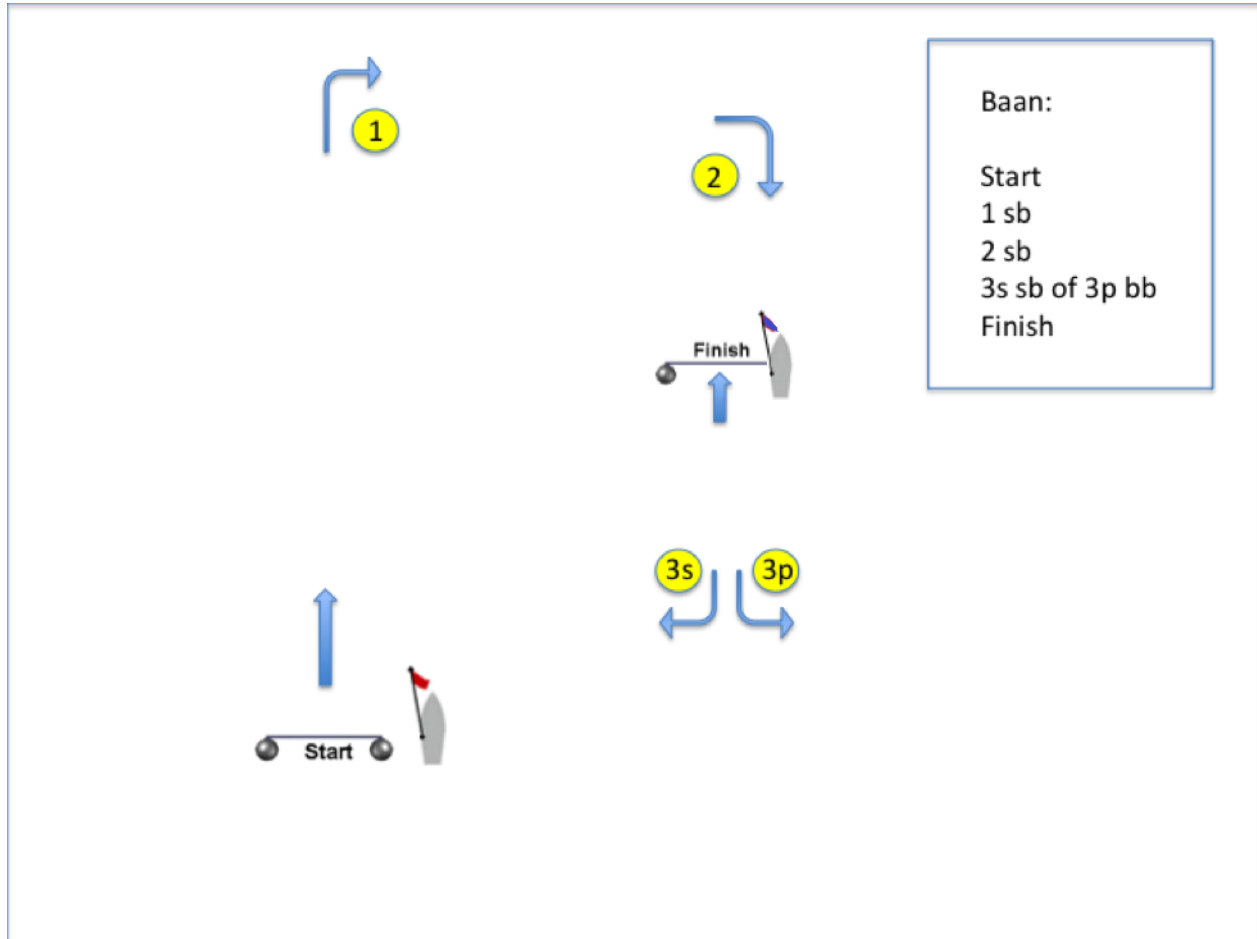 1
2
Finish
3s
3p
Start
Baan:
Start
1 sb
2 sb
3s sb of 3p bb
Finish